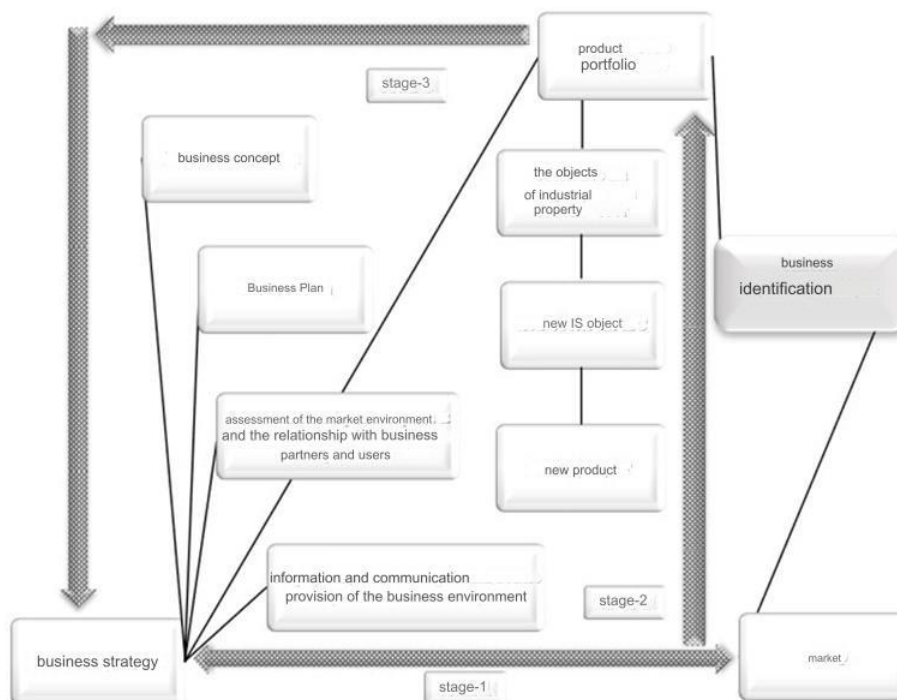 product
portfolio
stage-3
business concept
the objects
of industrial
property
business
identification
Business Plan
new IS object
assessment of the market environment
and the relationship with business
partners and users
new product
information and communication
provision of the business environment
stage-2
business strategy
market
stage-1